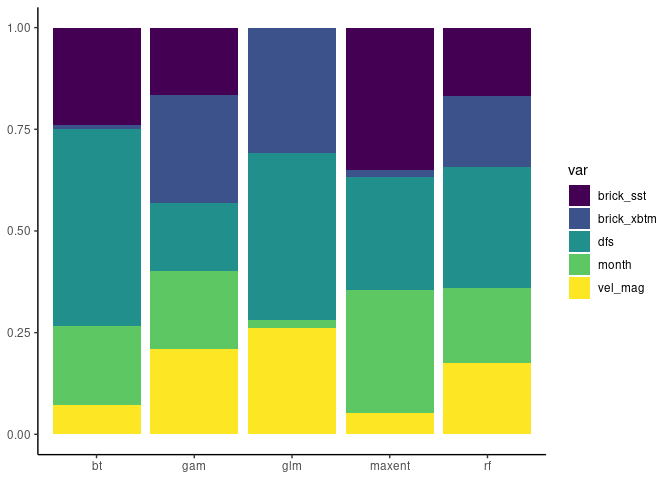 1.00
0.75
0.50
0.25
0.00
bt gam glm maxent rf
var
brick_sst
brick_xbtm
dfs
month
vel_mag